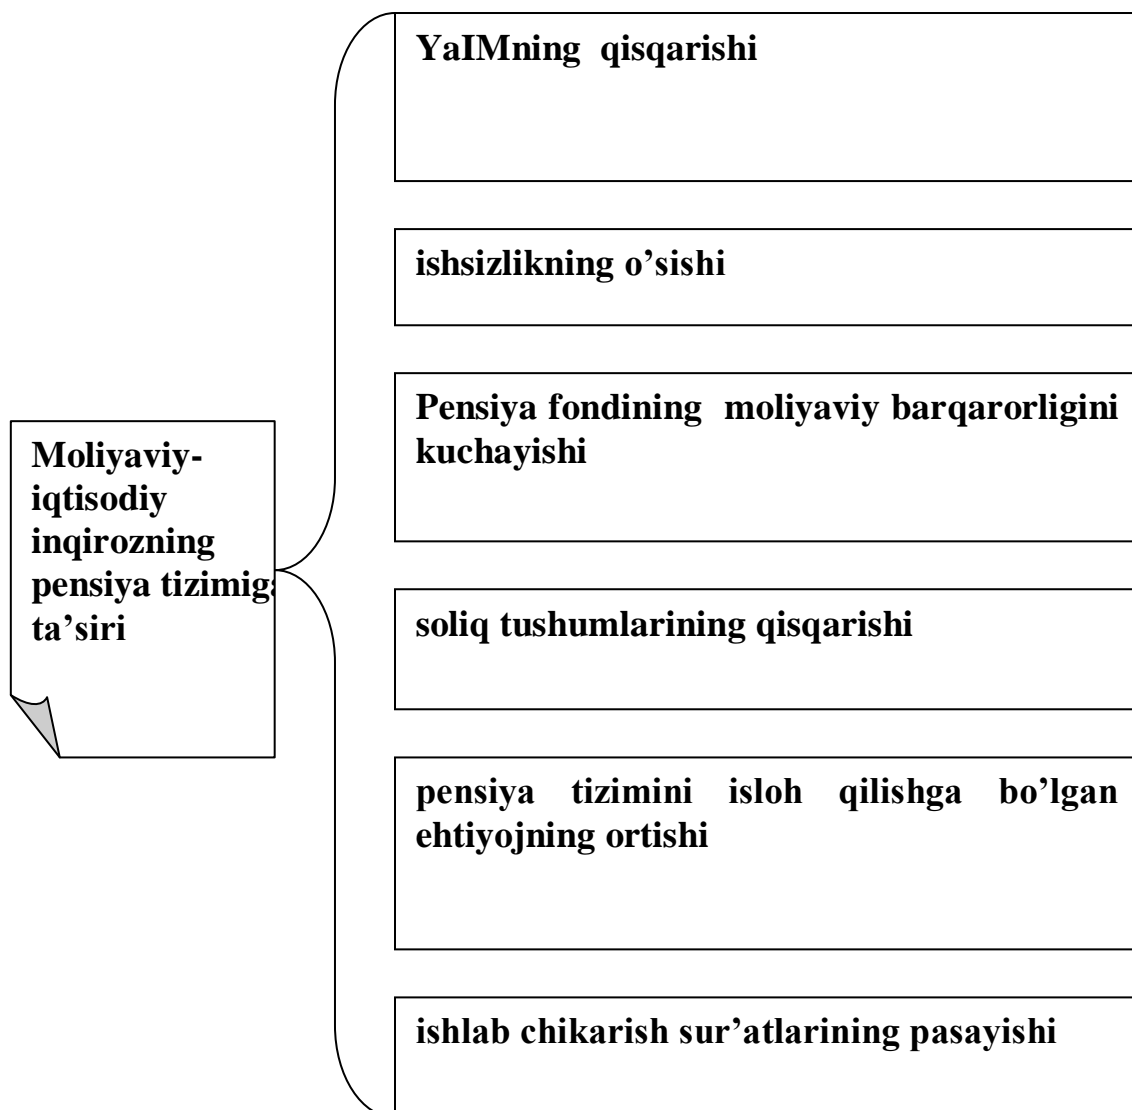 Moliyaviy-
iqtisodiy
inqirozning
pensiya tizimiga
ta’siri
YaIMning qisqarishi
ishsizlikning o’sishi
Pensiya fondining moliyaviy barqarorligini
kuchayishi
soliq tushumlarining qisqarishi
pensiya tizimini isloh qilishga bo’lgan
ehtiyojning ortishi
ishlab chikarish sur’atlarining pasayishi